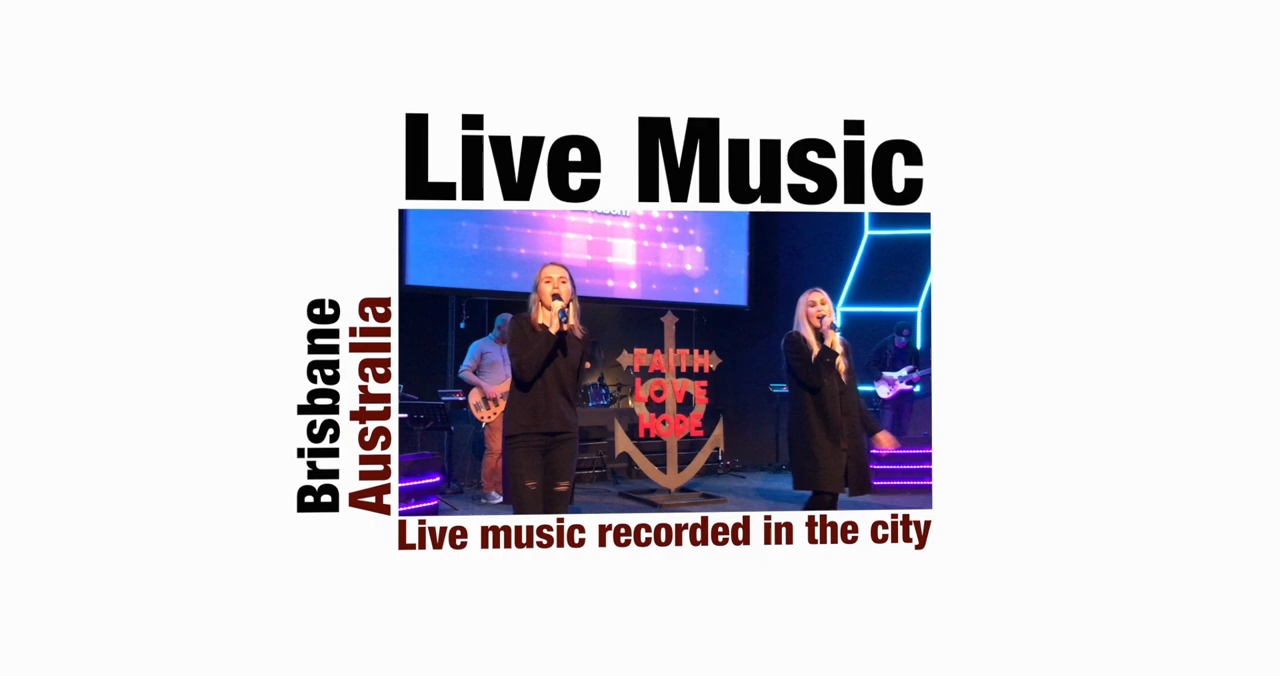 Live Music
Brisbane
Australia
FAITH
LOVE
HOPE
Live music recorded in the city